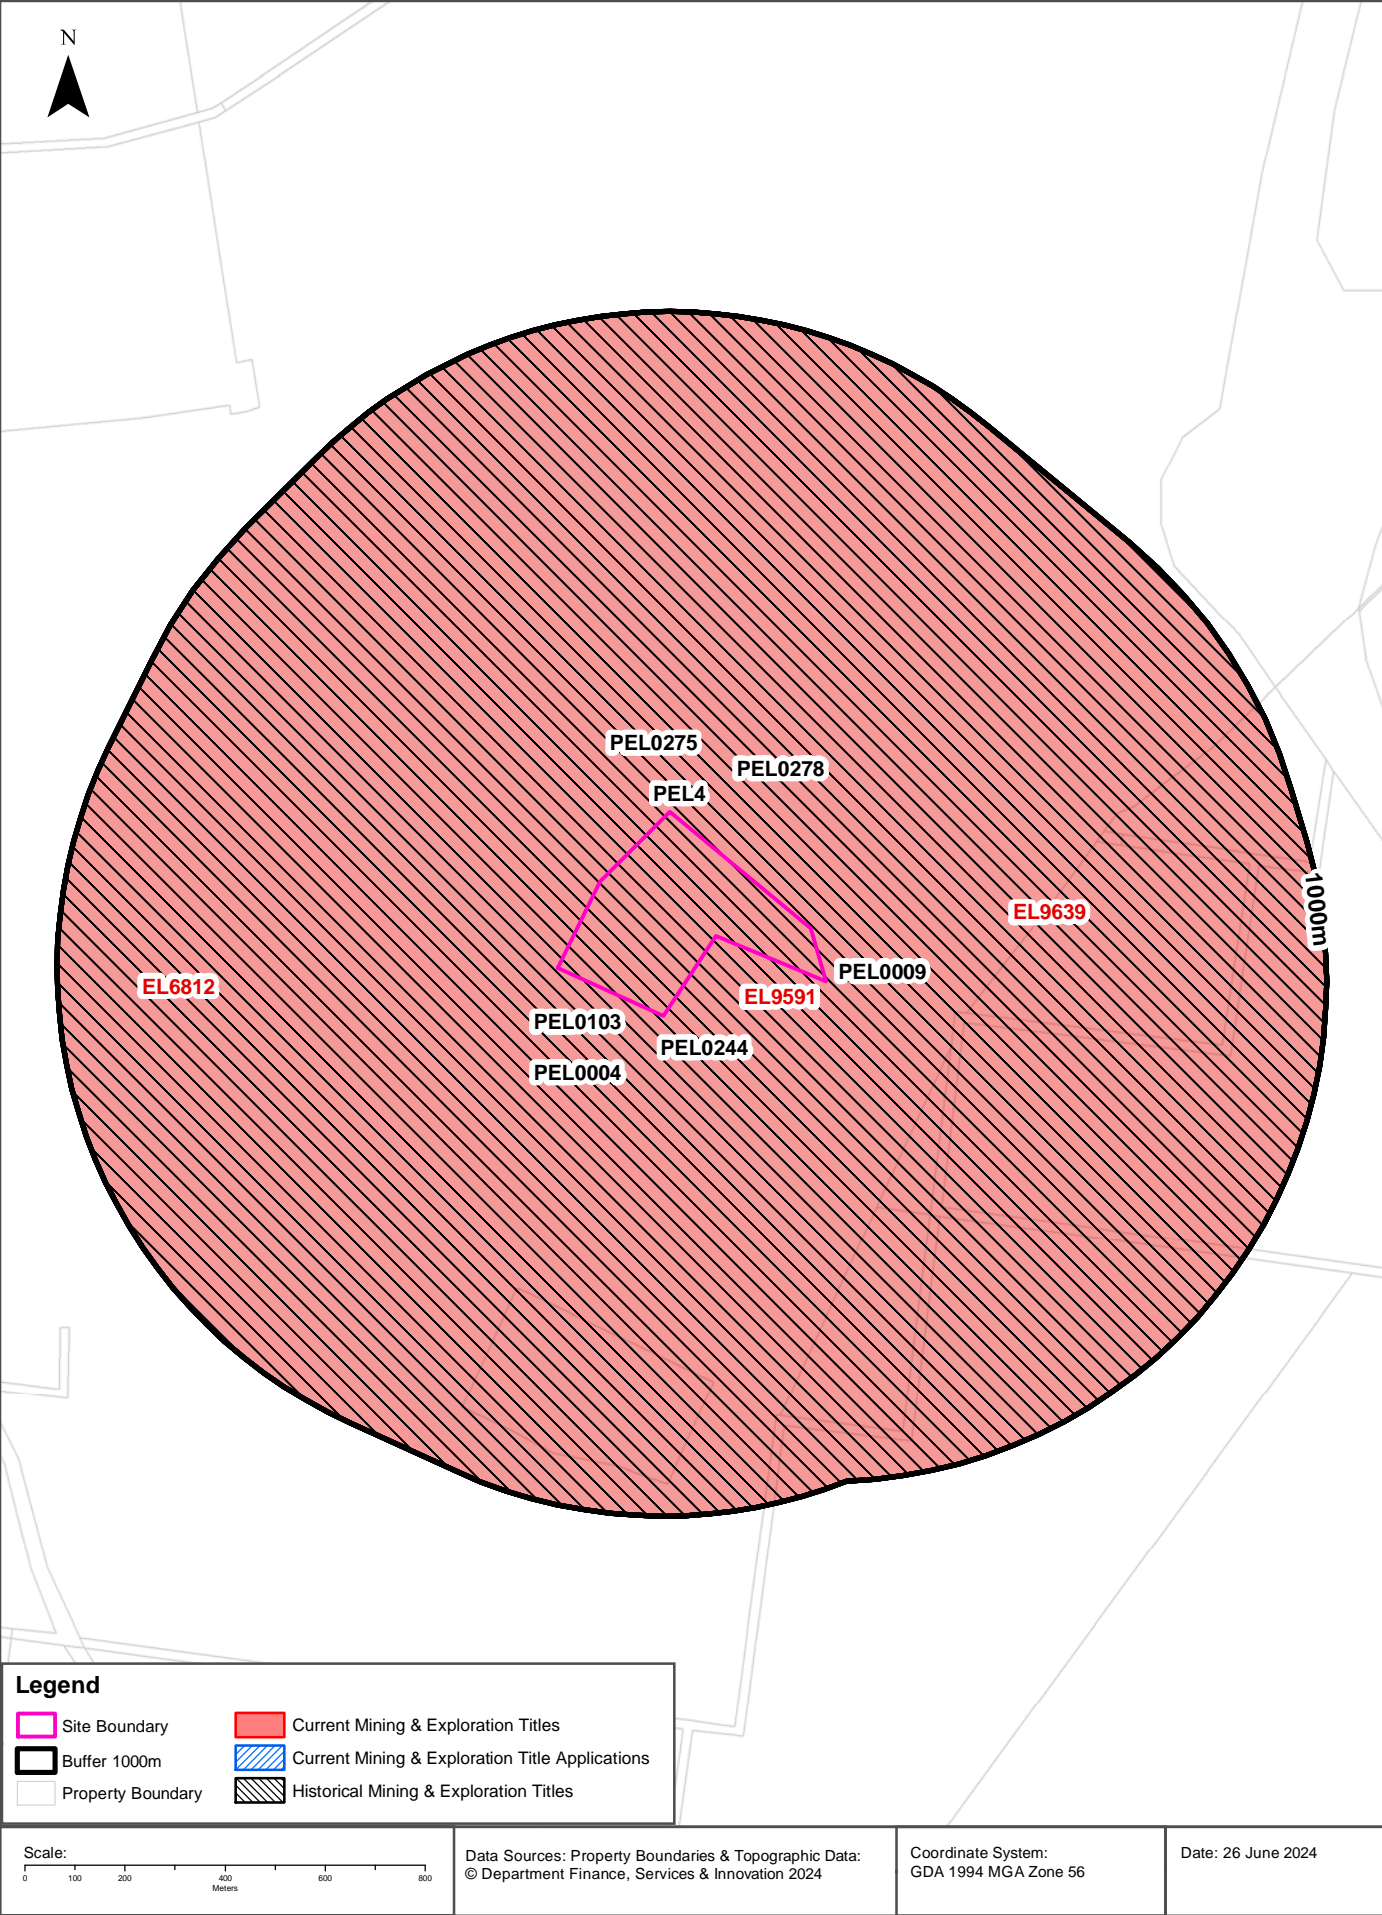 N
PEL0275
PEL0278
PEL4
1000m
EL9639
PEL0009
EL6812
EL9591
PEL0103
PEL0244
PEL0004
Legend
Site Boundary
Current Mining & Exploration Titles
Buffer 1000m
Current Mining & Exploration Title Applications
Property Boundary
Historical Mining & Exploration Titles
Scale:
0 100 200 400 600 800
Meters
Data Sources: Property Boundaries & Topographic Data:
© Department Finance, Services & Innovation 2024
Coordinate System:
GDA 1994 MGA Zone 56
Date: 26 June 2024